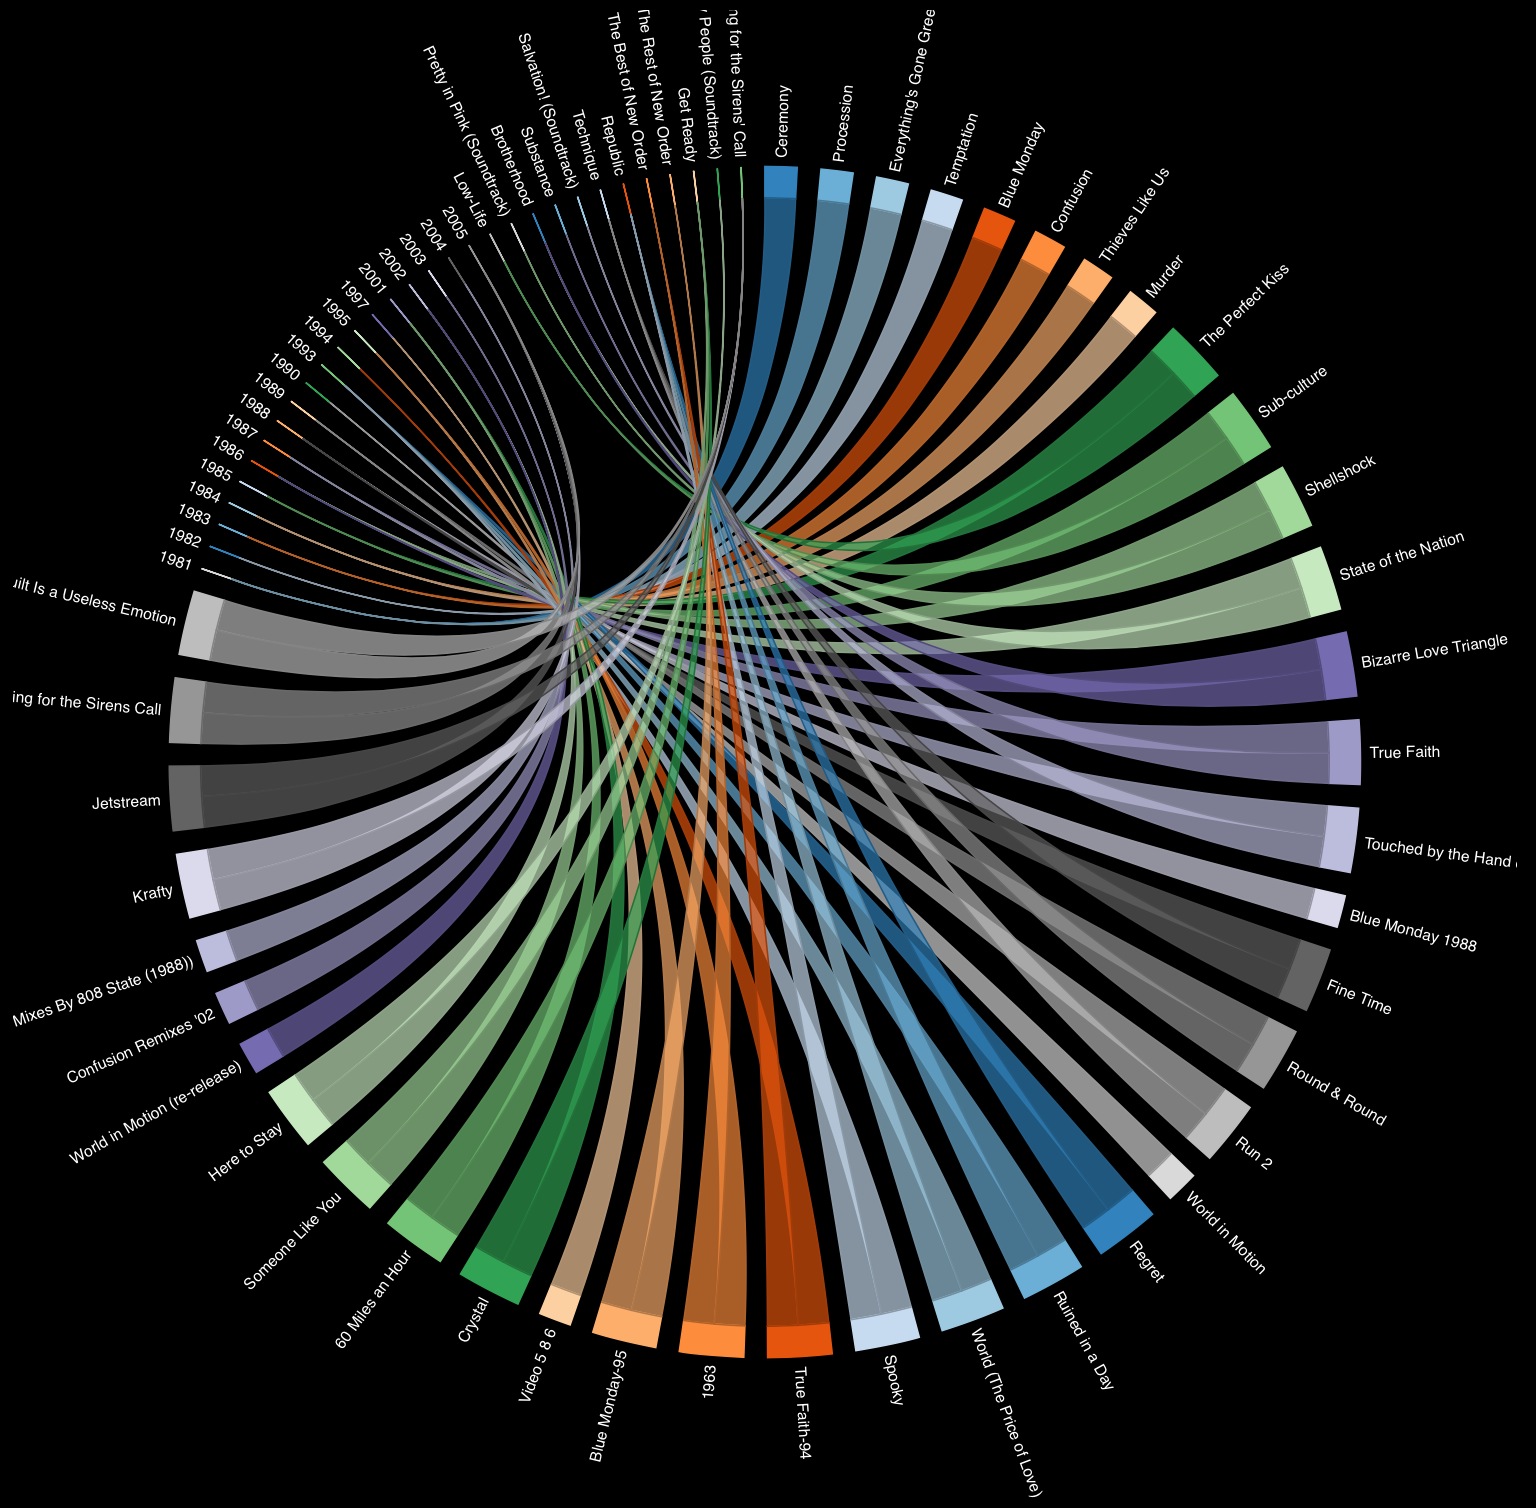 Ceremony
Procession
Everything's Gone Gree
Temptation
Blue Monday
Confusion
Thieves Like Us
Murder
The Perfect Kiss
Sub-culture
Shellshock
State of the Nation
Bizarre Love Triangle
True Faith
Touched by the Hand
Blue Monday 1988
Fine Time
Round & Round
Run 2
World in Motion
Regret
Ruined in a Day
World (The Price of Love)
Spooky
True Faith-94
1963
Blue Monday-95
Video 5 8 6
Crystal
60 Miles an Hour
Someone Like You
Here to Stay
World in Motion (re-release)
Confusion Remixes '02
Mixes By 808 State (1988))
Krafty
Jetstream
ing for the Sirens Call
uilt Is a Useless Emotion
1981
1982
1983
1984
1985
1986
1987
1988
1989
1990
1993
1994
1995
1997
2001
2002
2003
2004
2005
Low-Life
Pretty in Pink (Soundtrack)
Brotherhood
Substance
Salvation! (Soundtrack)
Technique
Republic
The Best of New Order
The Rest of New Order
Get Ready
People (Soundtrack)
ng for the Sirens' Call